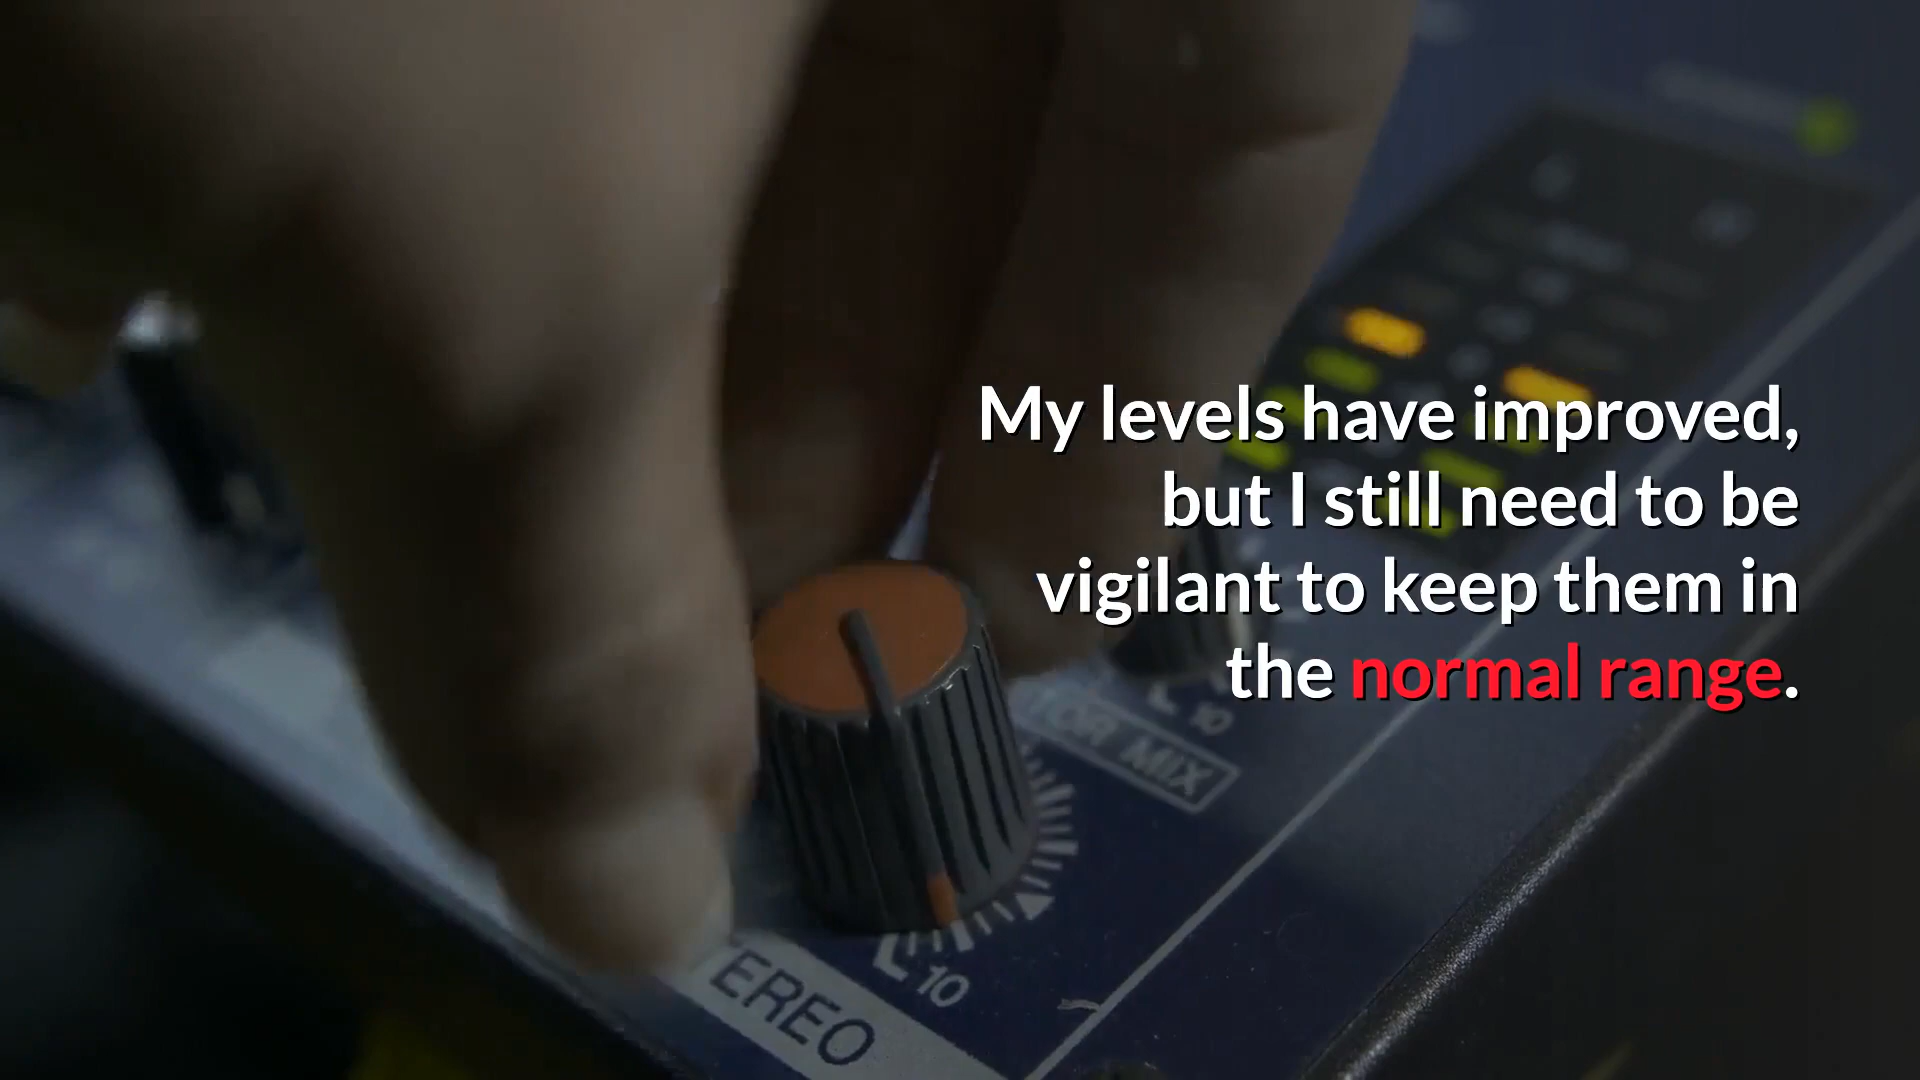 My levels have improved,
but I still need to be
vigilant to keep them in
the normal range.
10
TOR MIX
10
EREO